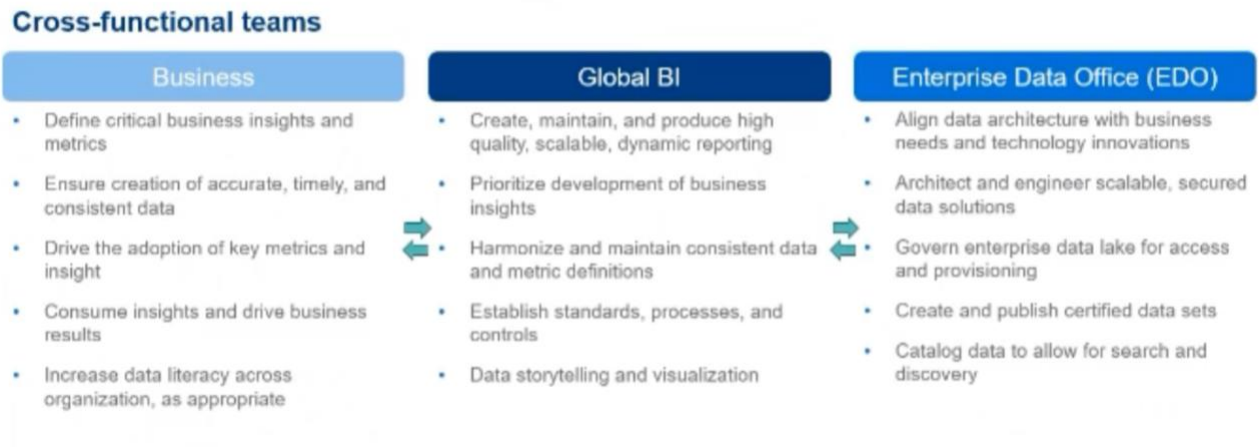 Cross-functional teams
Business
• Define critical business insights and
metrics
• Ensure creation of accurate, timely, and
consistent data
• Drive the adoption of key metrics and
insight
• Consume insights and drive business
results
• Increase data literacy across
organization, as appropriate
Global BI
• Create, maintain, and produce high
quality, scalable, dynamic reporting
• Prioritize development of business
insights
• Harmonize and maintain consistent data
and metric definitions
• Establish standards, processes, and
controls
• Data storytelling and visualization
Enterprise Data Office (EDO)
• Align data architecture with business
needs and technology innovations
• Architect and engineer scalable, secured
data solutions
• Govern enterprise data lake for access
and provisioning
• Create and publish certified data sets
• Catalog data to allow for search and
discovery